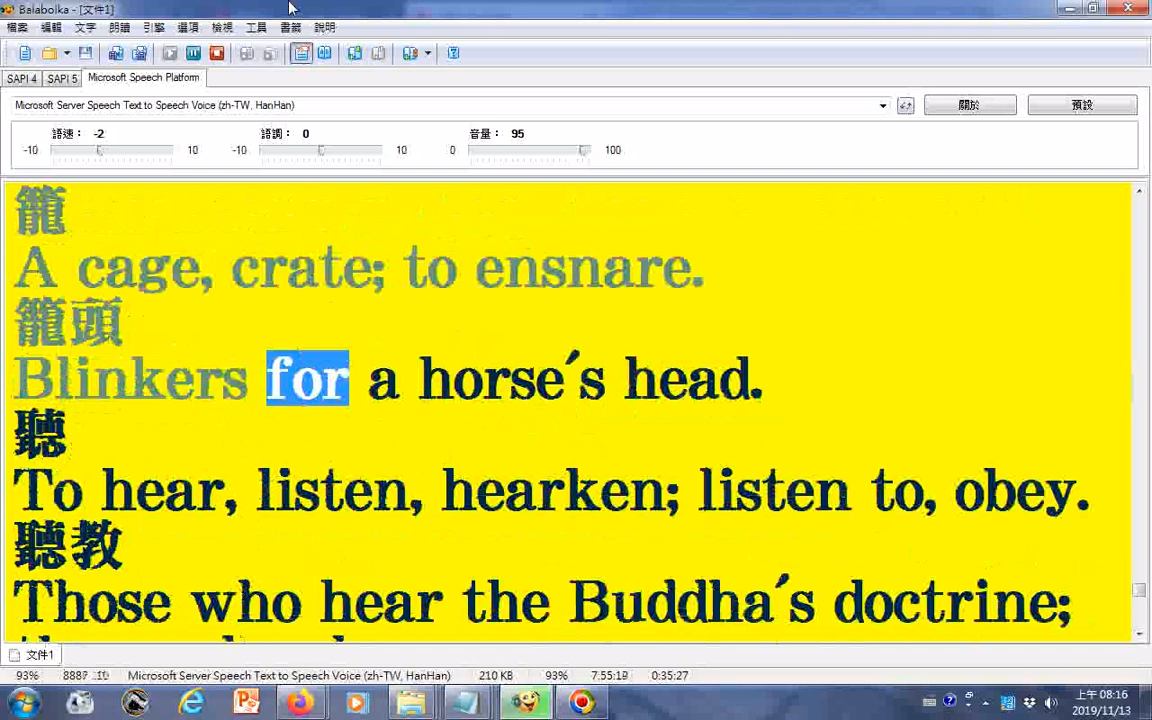 Balabolka - [文件1]
檔案 編輯 文字 朗讀 引擎 選項 檢視 工具 書籤 說明
SAPI 4 SAPI 5 Microsoft Speech Platform
Microsoft Server Speech Text to Speech Voice (zh-TW, HanHan) 關於 預設
語速： -2 語調： 0 音量： 95
-10 10 -10 10 0 100
籠
A cage, crate; to ensnare.
籠頭
Blinkers for a horse´s head.
聽
To hear, listen, hearken; listen to, obey.
聽教
Those who hear the Buddha´s doctrine;
文件1
93% Microsoft Server Speech Text to Speech Voice (zh-TW, HanHan) 210 KB 93% 7:55:19 0:35:27
上午 08:16
2019/11/13